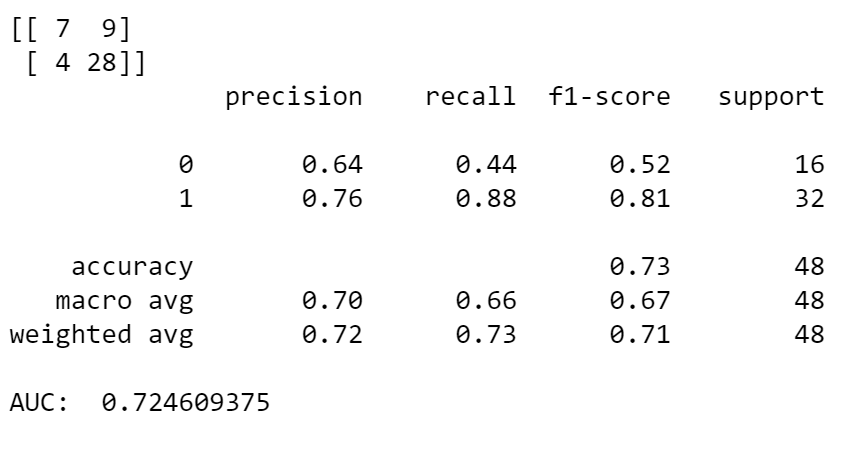 [[ 7  9]
 [ 4 28]]
              precision    recall  f1-score   support

           0       0.64      0.44      0.52        16
           1       0.76      0.88      0.81        32

    accuracy                           0.73        48
   macro avg       0.70      0.66      0.67        48
weighted avg       0.72      0.73      0.71        48

AUC:  0.724609375